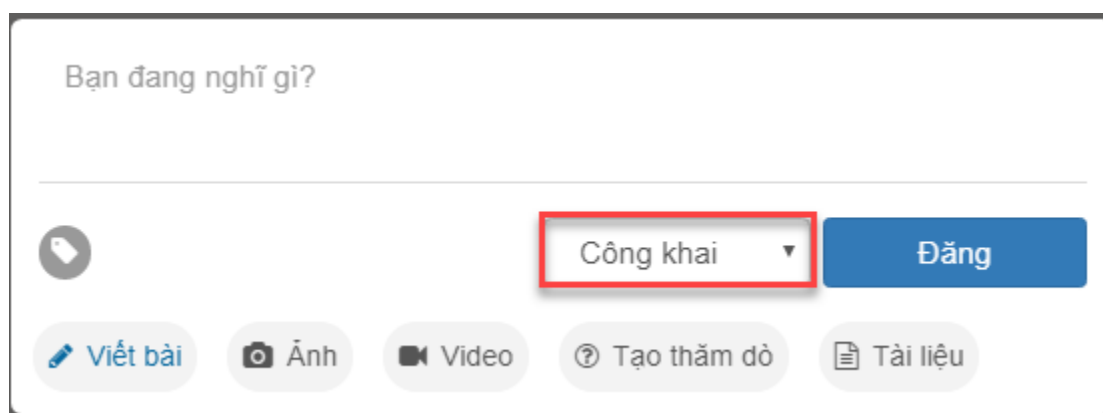 Bạn đang nghĩ gì?
Công khai Đăng
Viết bài Ảnh Video Tạo thăm dò Tài liệu